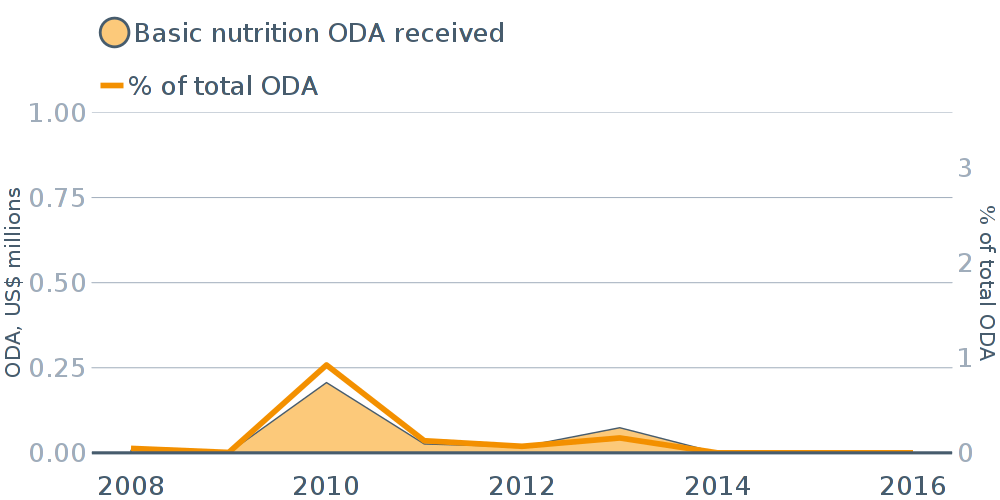 Basic nutrition ODA received
% of total ODA
1.00
0.75
0.50
0.25
0.00
ODA, US$ millions
3
2
1
0
% of total ODA
2008 2010 2012 2014 2016